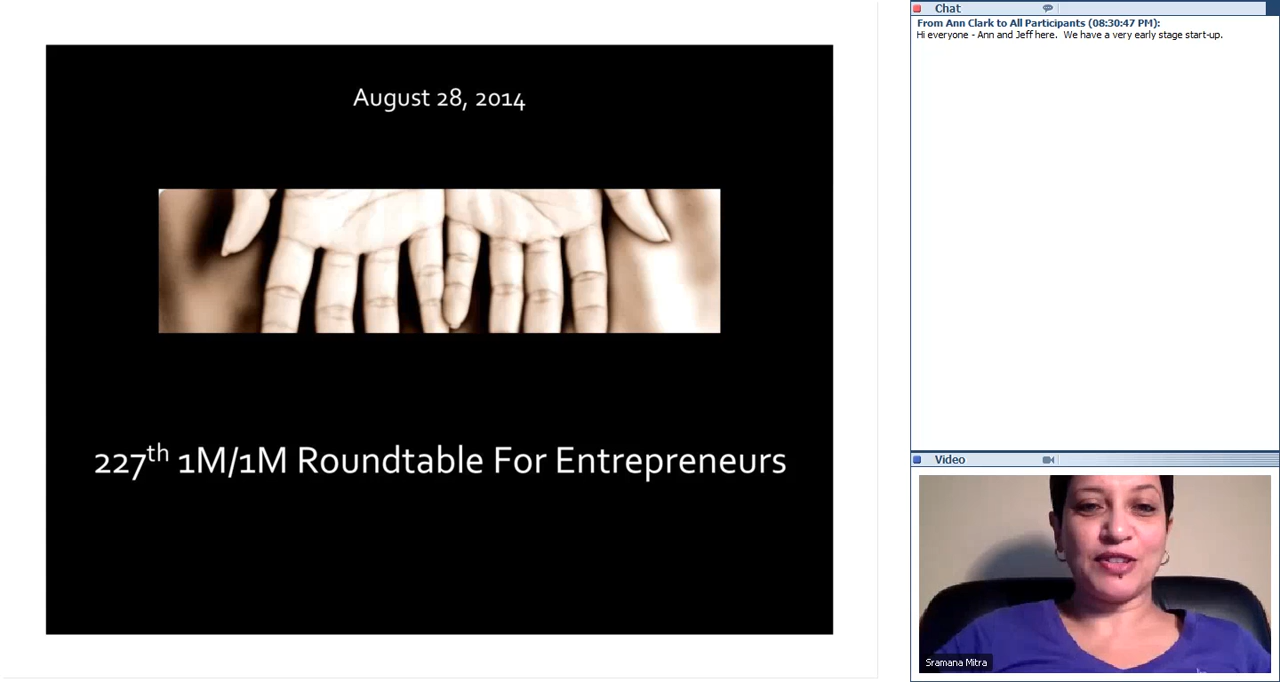 August 28, 2014
227th 1M/1M Roundtable For Entrepreneurs
Chat
From Ann Clark to All Participants (08:30:47 PM):
Hi everyone - Ann and Jeff here. We have a very early stage start-up.
Video
Sramana Mitra